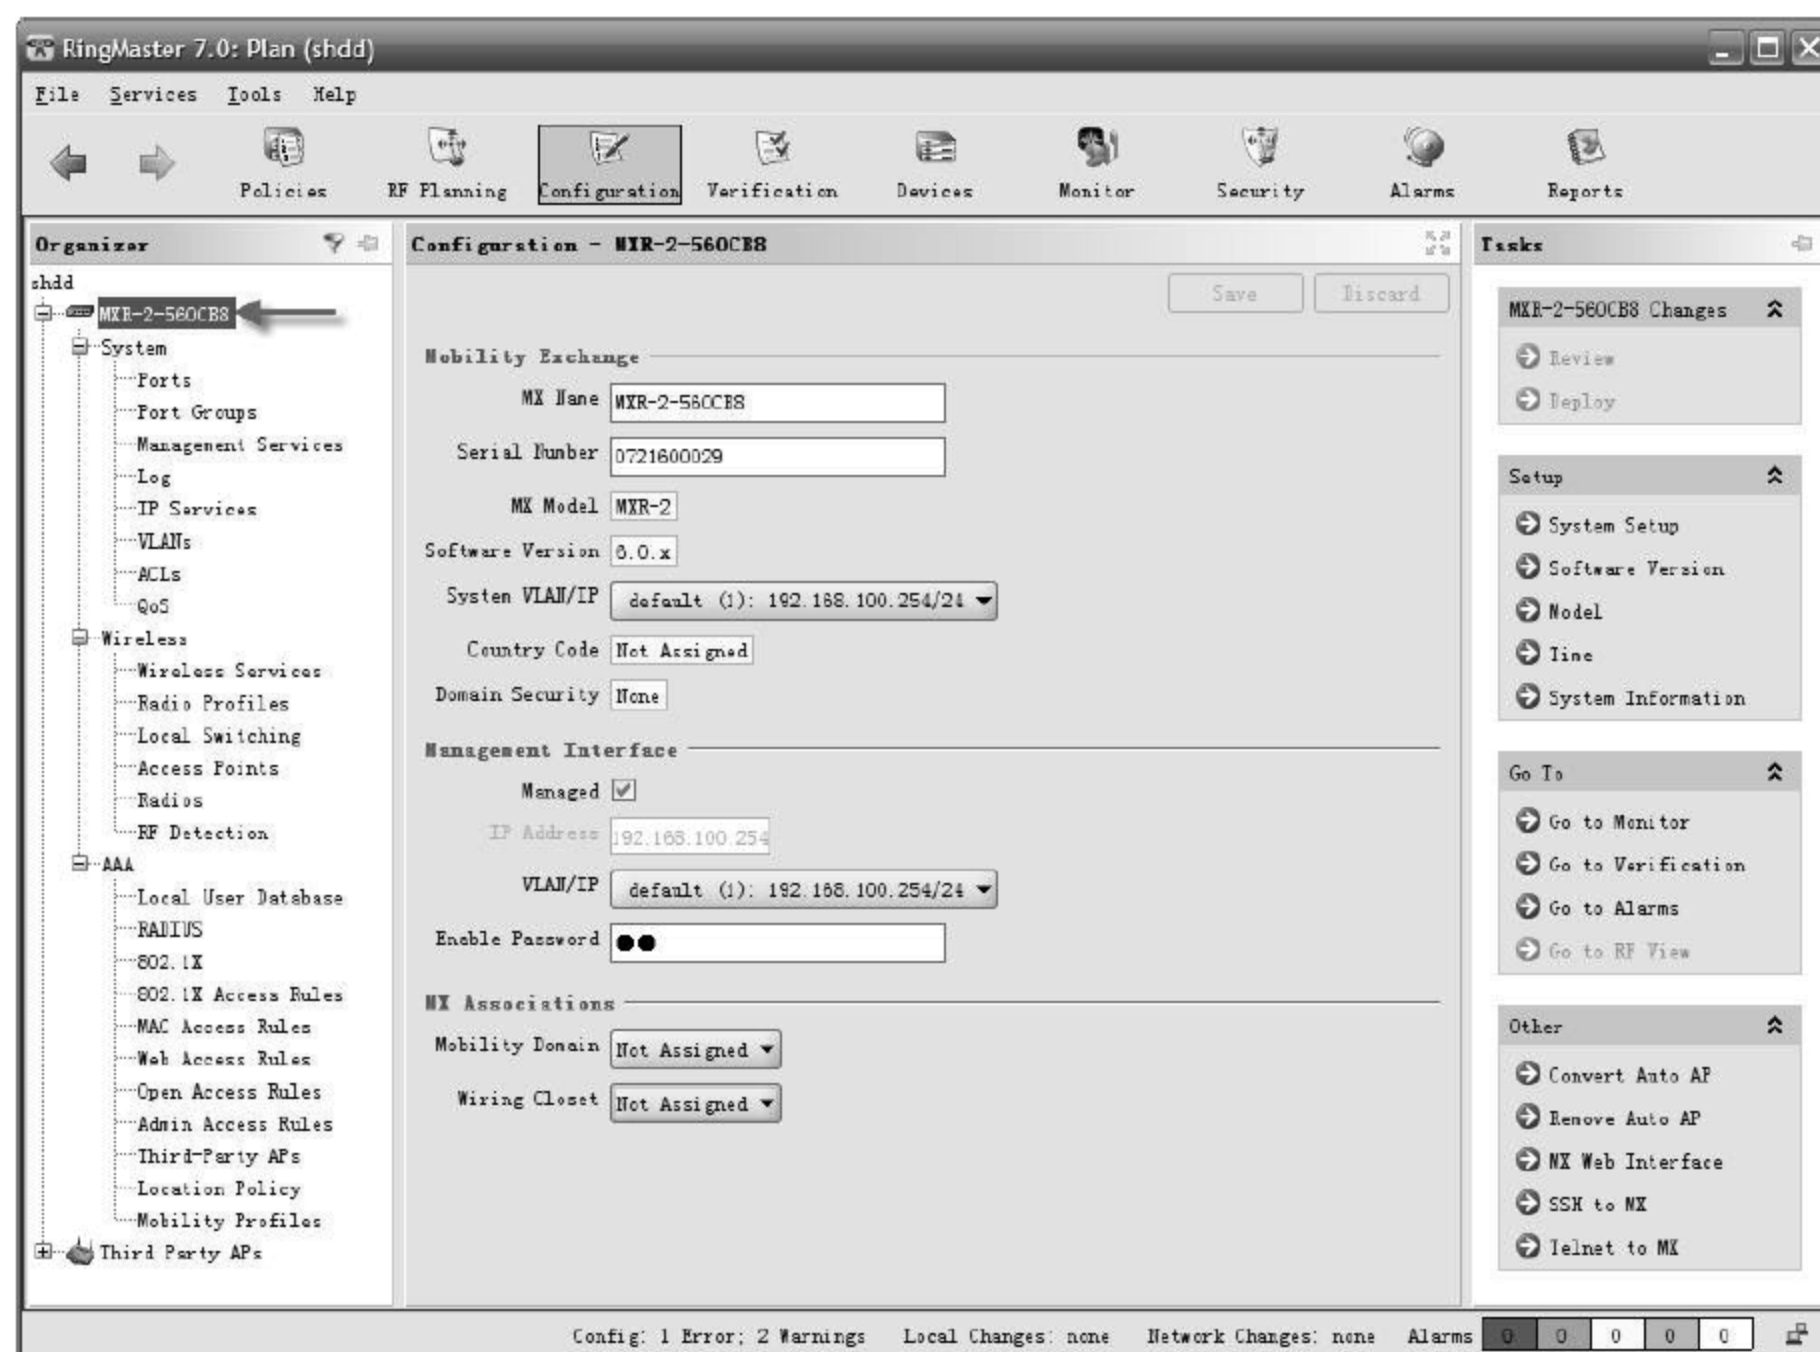 RingMaster 7.0: Plan (shdd)
File Services Tools Help
Policies RF Planning Configuration Verification Devices Monitor Security Alarms Reports
Organizer
shdd
MXR-2-560CB8
System
Ports
Port Groups
Management Services
Log
IP Services
VLANs
ACLs
QoS
Wireless
Wireless Services
Radio Profiles
Local Switching
Access Points
Radios
RF Detection
AAA
Local User Database
RADIUS
802.1X
802.1X Access Rules
MAC Access Rules
Web Access Rules
Open Access Rules
Admin Access Rules
Third-Party APs
Location Policy
Mobility Profiles
Third Party APs
Configuration - MXR-2-560CB8
Save Discard
Mobility Exchange
MX Name MXR-2-560CB8
Serial Number 0721600029
MX Model MXR-2
Software Version 6.0.x
System VLAN/IP default (1): 192.168.100.254/24
Country Code Not Assigned
Domain Security None
Management Interface
Managed
IP Address 192.168.100.254
VLAN/IP default (1): 192.168.100.254/24
Enable Password
MX Associations
Mobility Domain Not Assigned
Wiring Closet Not Assigned
Tasks
MXR-2-560CB8 Changes
Review
Deploy
Setup
System Setup
Software Version
Model
Time
System Information
Go To
Go to Monitor
Go to Verification
Go to Alarms
Go to RF View
Other
Convert Auto AP
Remove Auto AP
MX Web Interface
SSH to MX
Telnet to MX
Config: 1 Error; 2 Warnings Local Changes: none Network Changes: none Alarms 0 0 0 0 0